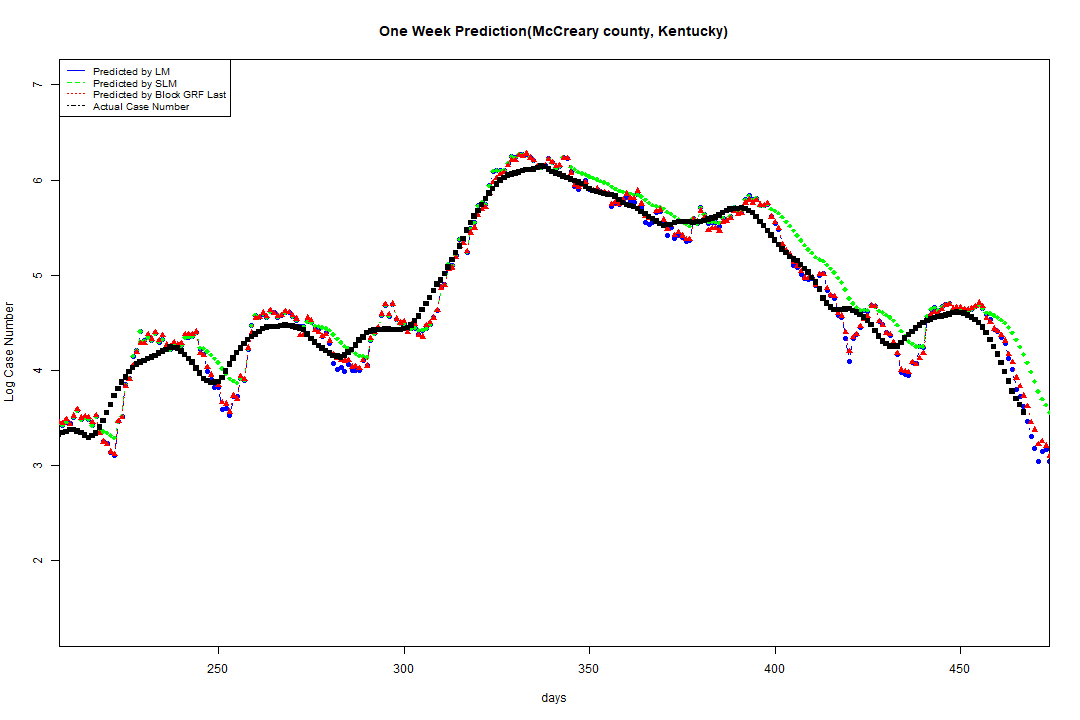 One Week Prediction(McCreary county, Kentucky)
Predicted by LM
Predicted by SLM
Predicted by Block GRF Last
Actual Case Number
7
6
5
4
3
2
Log Case Number
250 300 350 400 450
days